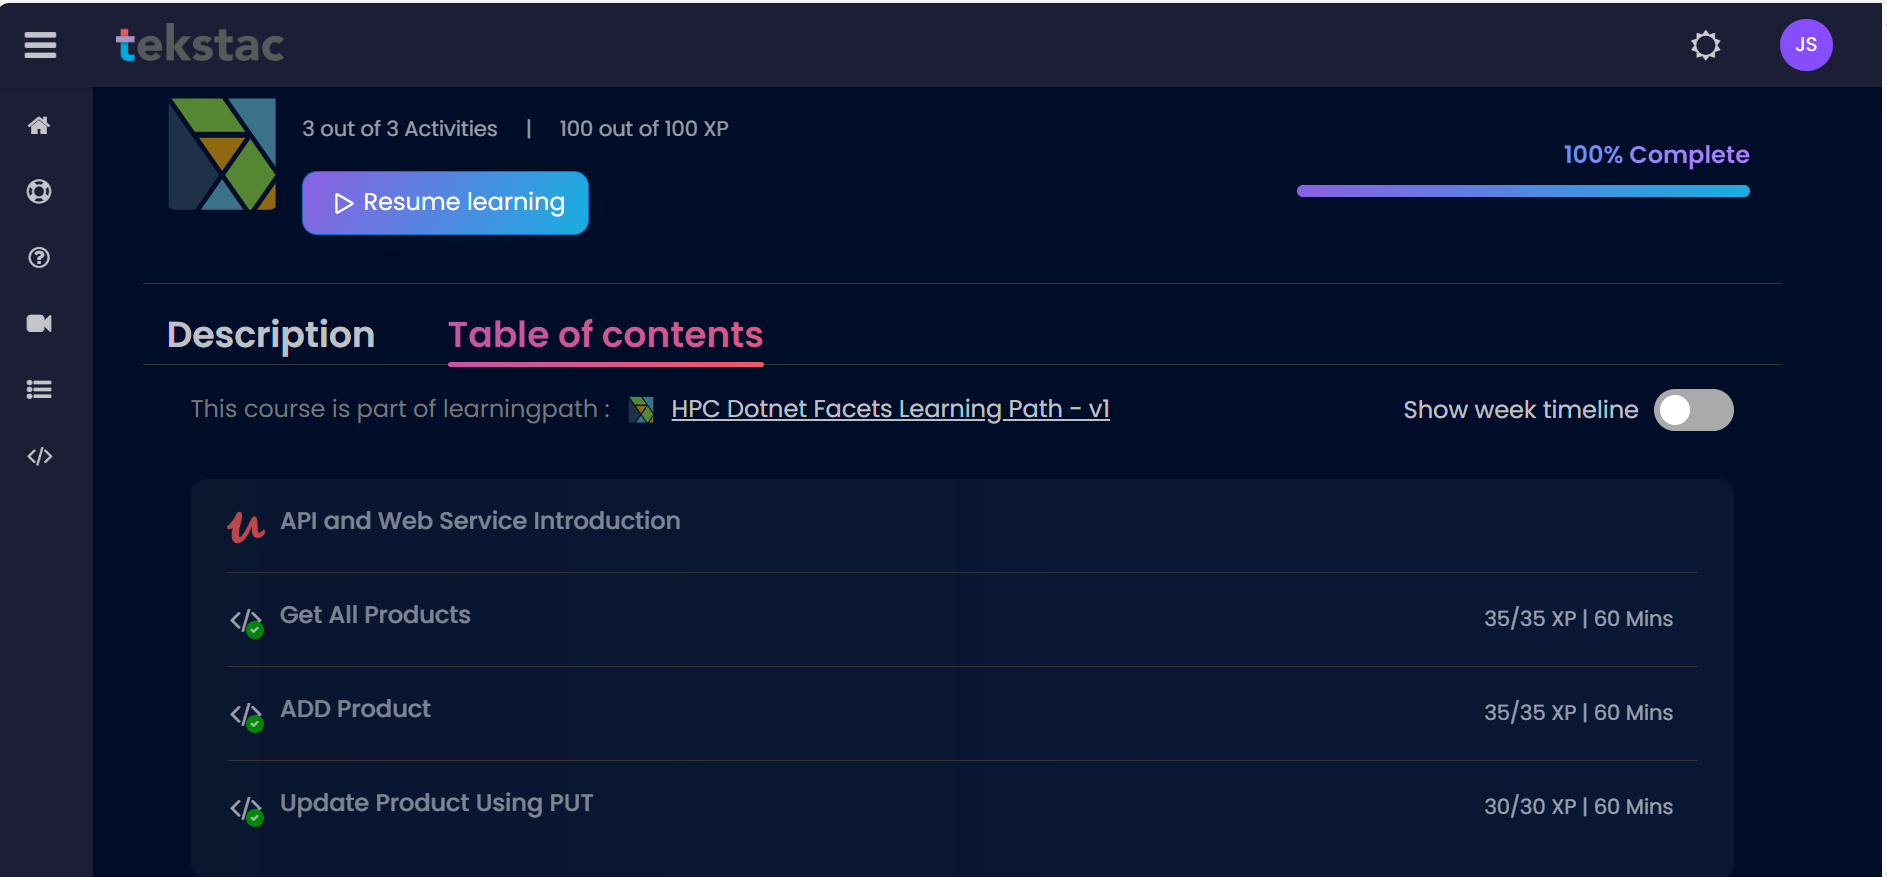 tekstac
JS
3 out of 3 Activities | 100 out of 100 XP
100% Complete
Resume learning
Description Table of contents
This course is part of learningpath : HPC Dotnet Facets Learning Path - v1 Show week timeline
API and Web Service Introduction
Get All Products 35/35 XP | 60 Mins
ADD Product 35/35 XP | 60 Mins
Update Product Using PUT 30/30 XP | 60 Mins